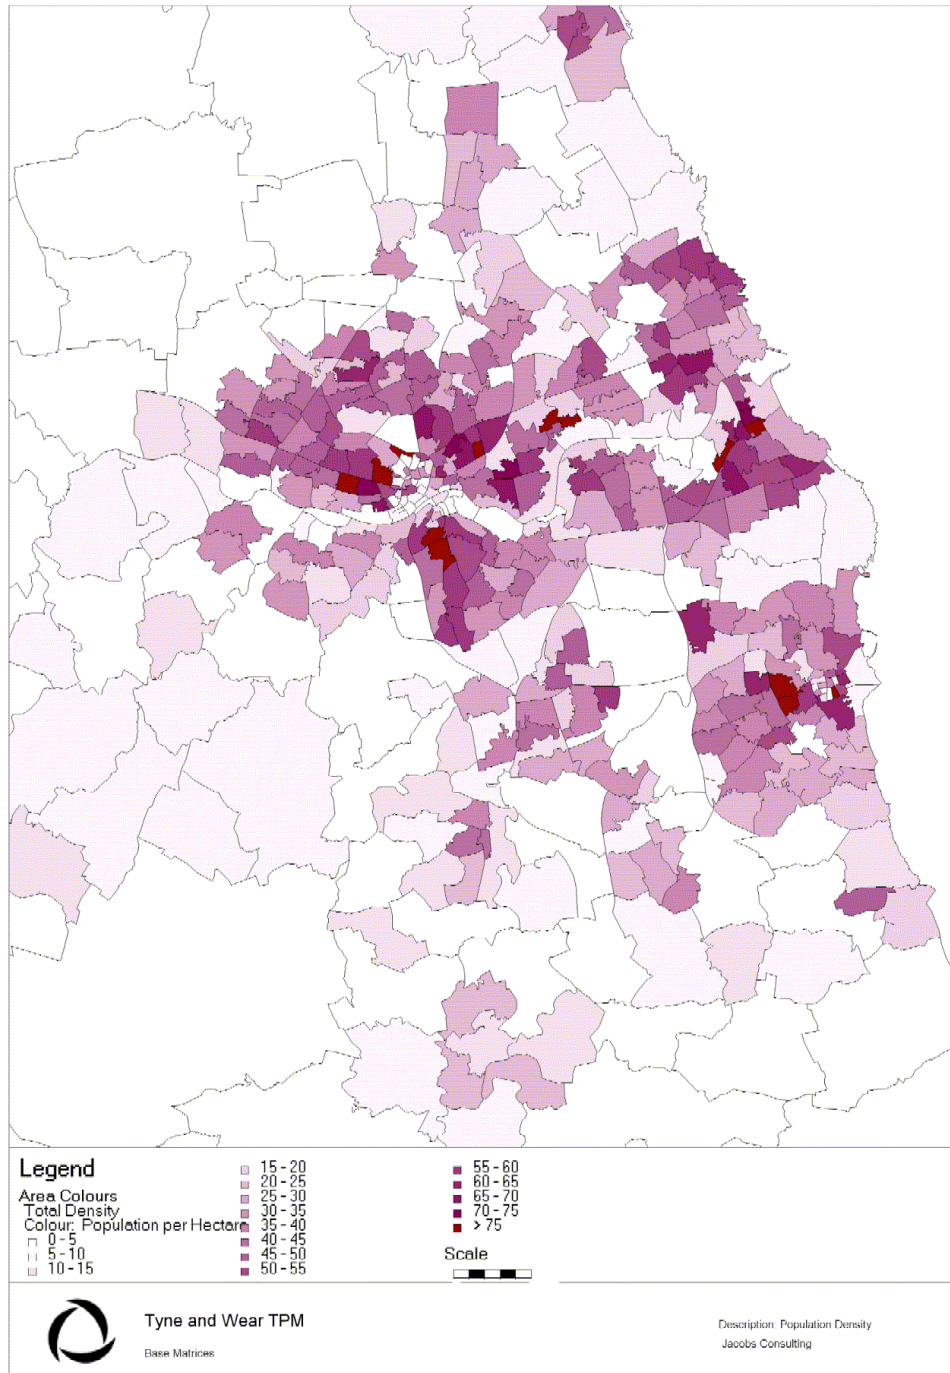 Legend
Area Colours
Total Density
Colour: Population per Hectare
0 - 5
5 - 10
10 - 15
15 - 20
20 - 25
25 - 30
30 - 35
35 - 40
40 - 45
45 - 50
50 - 55
55 - 60
60 - 65
65 - 70
70 - 75
> 75
Scale
Tyne and Wear TPM
Base Matrices
Description: Population Density
Jacobs Consulting